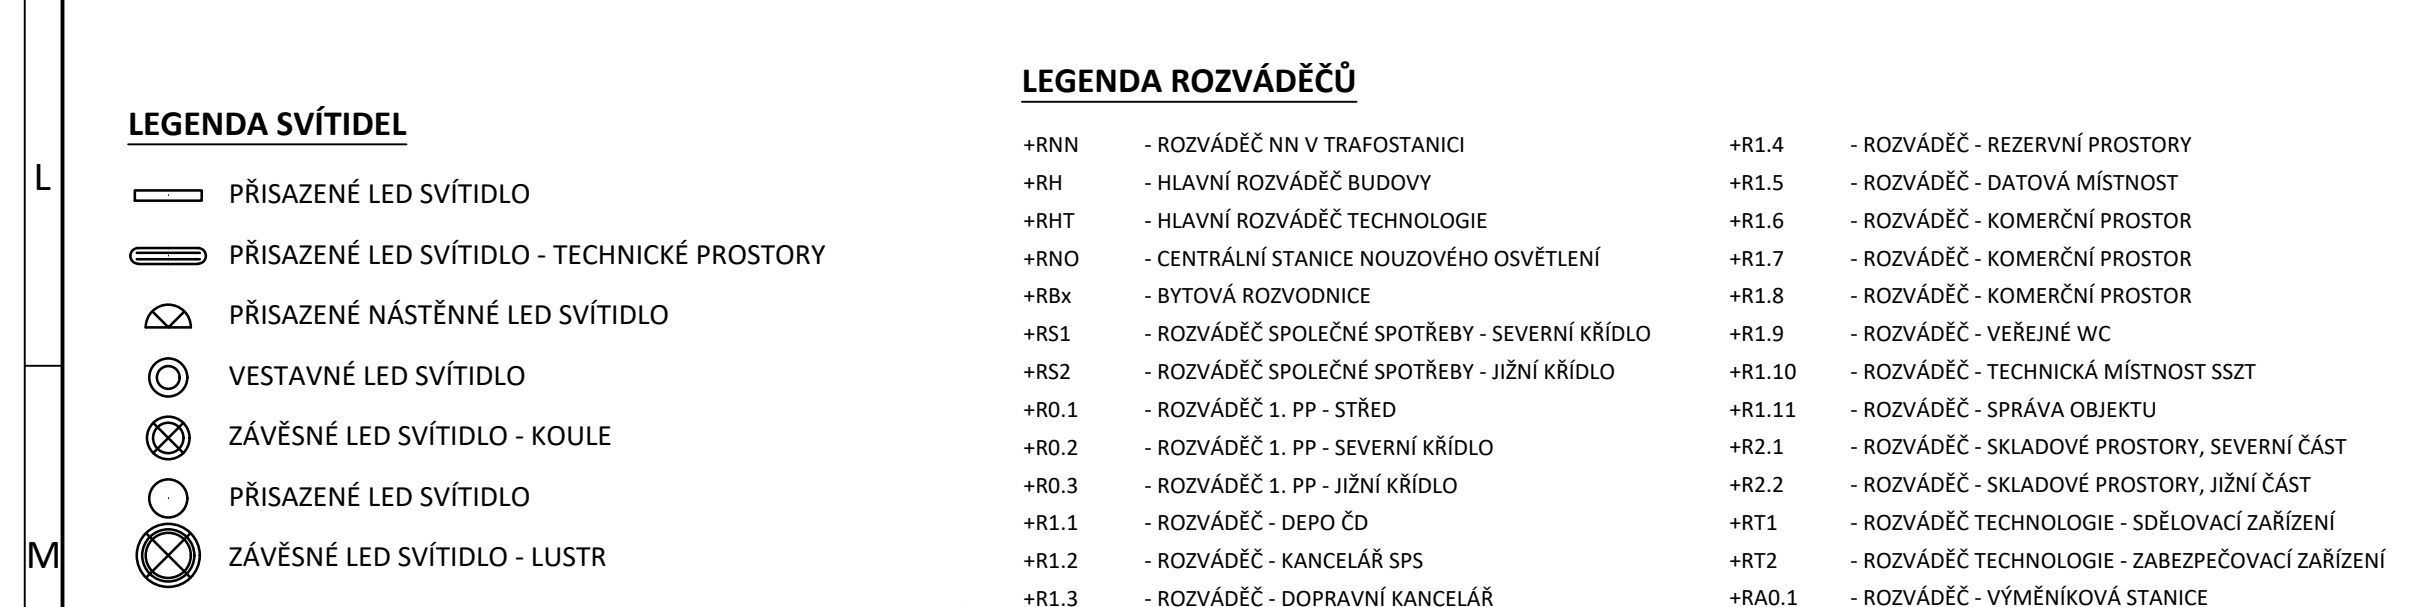 L
M
LEGENDA SVÍTIDEL
PŘISAZENÉ LED SVÍTIDLO
PŘISAZENÉ LED SVÍTIDLO - TECHNICKÉ PROSTORY
PŘISAZENÉ NÁSTĚNNÉ LED SVÍTIDLO
VESTAVNÉ LED SVÍTIDLO
ZÁVĚSNÉ LED SVÍTIDLO - KOULE
PŘISAZENÉ LED SVÍTIDLO
ZÁVĚSNÉ LED SVÍTIDLO - LUSTR
LEGENDA ROZVÁDĚČŮ
+RNN - ROZVÁDĚČ NN V TRAFOSTANICI
+RH - HLAVNÍ ROZVÁDĚČ BUDOVY
+RHT - HLAVNÍ ROZVÁDĚČ TECHNOLOGIE
+RNO - CENTRÁLNÍ STANICE NOUZOVÉHO OSVĚTLENÍ
+RBx - BYTOVÁ ROZVODNICE
+RS1 - ROZVÁDĚČ SPOLEČNÉ SPOTŘEBY - SEVERNÍ KŘÍDLO
+RS2 - ROZVÁDĚČ SPOLEČNÉ SPOTŘEBY - JIŽNÍ KŘÍDLO
+R0.1 - ROZVÁDĚČ 1. PP - STŘED
+R0.2 - ROZVÁDĚČ 1. PP - SEVERNÍ KŘÍDLO
+R0.3 - ROZVÁDĚČ 1. PP - JIŽNÍ KŘÍDLO
+R1.1 - ROZVÁDĚČ - DEPO ČD
+R1.2 - ROZVÁDĚČ - KANCELÁŘ SPS
+R1.3 - ROZVÁDĚČ - DOPRAVNÍ KANCELÁŘ
+R1.4 - ROZVÁDĚČ - REZERVNÍ PROSTORY
+R1.5 - ROZVÁDĚČ - DATOVÁ MÍSTNOST
+R1.6 - ROZVÁDĚČ - KOMERČNÍ PROSTOR
+R1.7 - ROZVÁDĚČ - KOMERČNÍ PROSTOR
+R1.8 - ROZVÁDĚČ - KOMERČNÍ PROSTOR
+R1.9 - ROZVÁDĚČ - VEŘEJNÉ WC
+R1.10 - ROZVÁDĚČ - TECHNICKÁ MÍSTNOST SSZT
+R1.11 - ROZVÁDĚČ - SPRÁVA OBJEKTU
+R2.1 - ROZVÁDĚČ - SKLADOVÉ PROSTORY, SEVERNÍ ČÁST
+R2.2 - ROZVÁDĚČ - SKLADOVÉ PROSTORY, JIŽNÍ ČÁST
+RT1 - ROZVÁDĚČ TECHNOLOGIE - SDĚLOVACÍ ZAŘÍZENÍ
+RT2 - ROZVÁDĚČ TECHNOLOGIE - ZABEZPEČOVACÍ ZAŘÍZENÍ
+RA0.1 - ROZVÁDĚČ - VÝMĚNÍKOVÁ STANICE